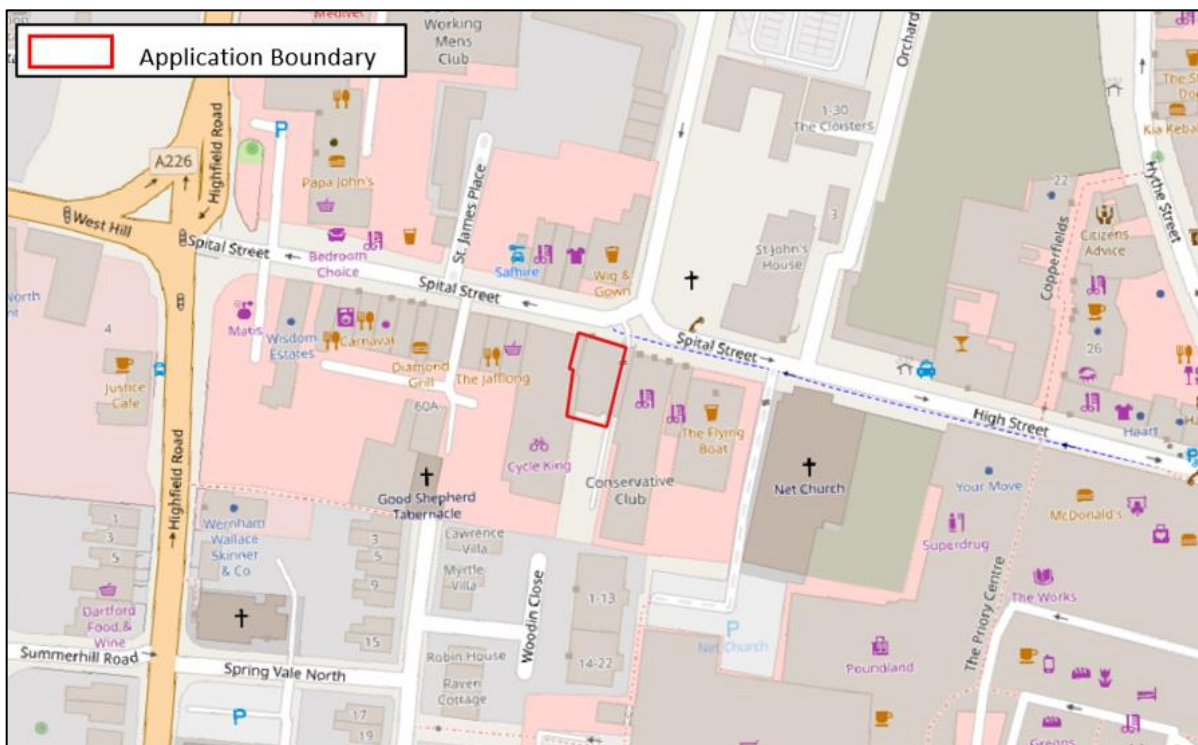 Application Boundary
Working
Mens
Club
A226
Highfield Road
West Hill
Spital Street
P
Papa John's
Bedroom
Choice
St. James Place
Safhire
Wig &
Gown
Spital Street
Orchard
1-30
The Cloisters
3
St John's
House
Spital Street
Copperfields
22
Citizens
Advice
26
Hythe Street
Kia Kebab
High Street
Haart
P
4
Justice
Cafe
Matis
Wisdom
Estates
Carnaval
Diamond
Grill
The Jafflong
60A
Cycle King
Good Shepherd
Tabernacle
Conservative
Club
The Flying
Boat
Net Church
Your Move
McDonald's
Superdrug
The Works
The Priory Centre
Poundland
Highfield Road
1
3
5
Wernham
Wallace
Skinner
& Co
3
5
9
15
Lawrence
Villa
Myrtle
Villa
Woodin Close
1-13
14-22
P
Net Church
Dartford
Food &
Wine
Summerhill Road
Spring Vale North
Robin House
Raven
Cottage
P
17
19
Greggs